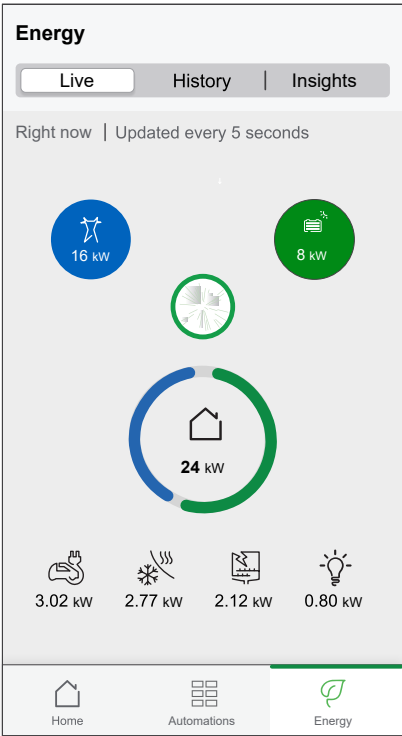 Energy
Live History | Insights
Right now | Updated every 5 seconds
16 kW
8 kW
24 kW
3.02 kW 2.77 kW 2.12 kW 0.80 kW
Home Automations Energy